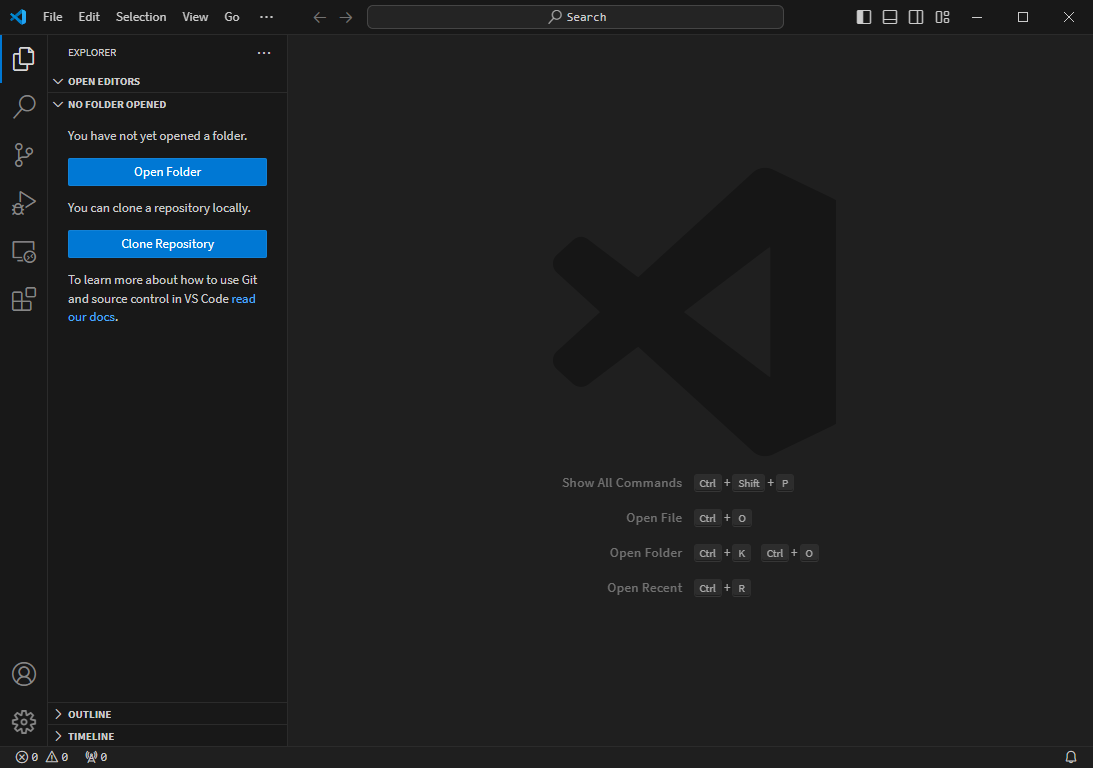 File Edit Selection View Go ···
Search
EXPLORER ···
OPEN EDITORS
NO FOLDER OPENED
You have not yet opened a folder.
Open Folder
You can clone a repository locally.
Clone Repository
To learn more about how to use Git
and source control in VS Code read
our docs.
Show All Commands Ctrl + Shift + P
Open File Ctrl + O
Open Folder Ctrl + K Ctrl + O
Open Recent Ctrl + R
OUTLINE
TIMELINE
0 0 0